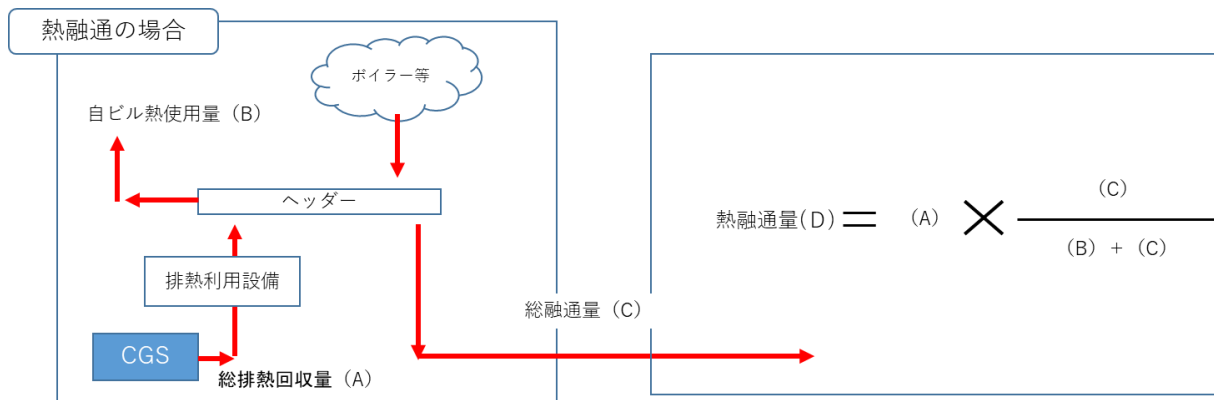 熱融通の場合
ボイラー等
自ビル熱使用量（B）
ヘッダー
排熱利用設備
CGS
総排熱回収量（A）
総融通量（C）
熱融通量(D) ＝ （A） × （C）
（B）+（C）